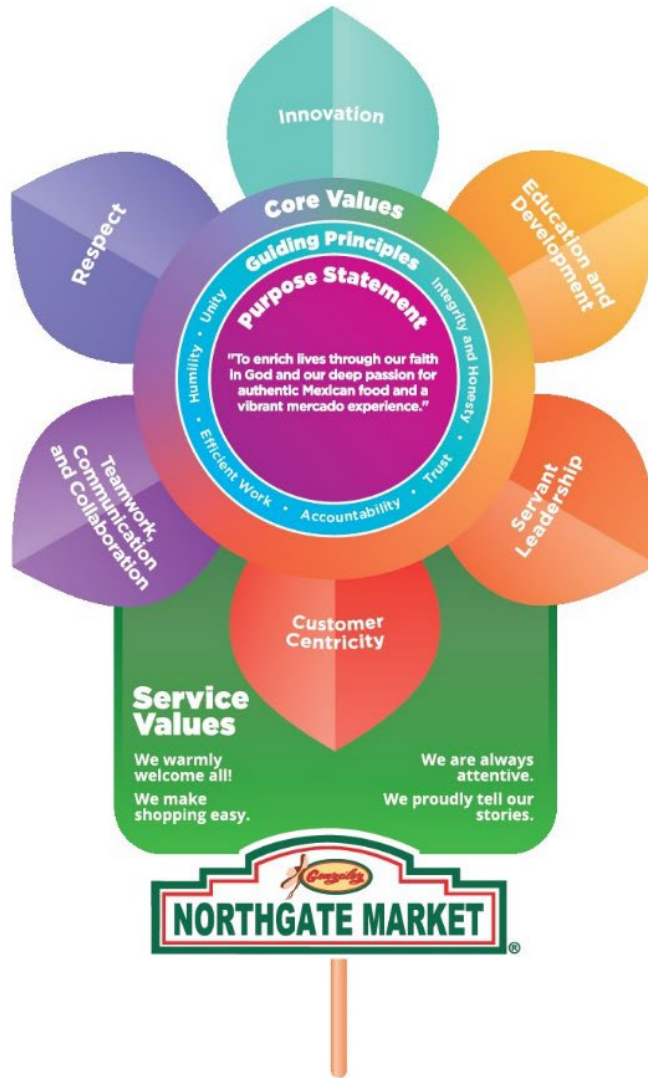 Innovation
Respect
Education and
Development
Core Values
Guiding Principles
Purpose Statement
Humility • Unity
Integrity and Honesty
"To enrich lives through our faith
in God and our deep passion for
authentic Mexican food and a
vibrant mercado experience."
• Efficient Work • Accountability • Trust •
Teamwork,
Communication
and Collaboration
Servant
Leadership
Customer
Centricity
Service
Values
We warmly
welcome all!
We make
shopping easy.
We are always
attentive.
We proudly tell our
stories.
González
NORTHGATE MARKET®